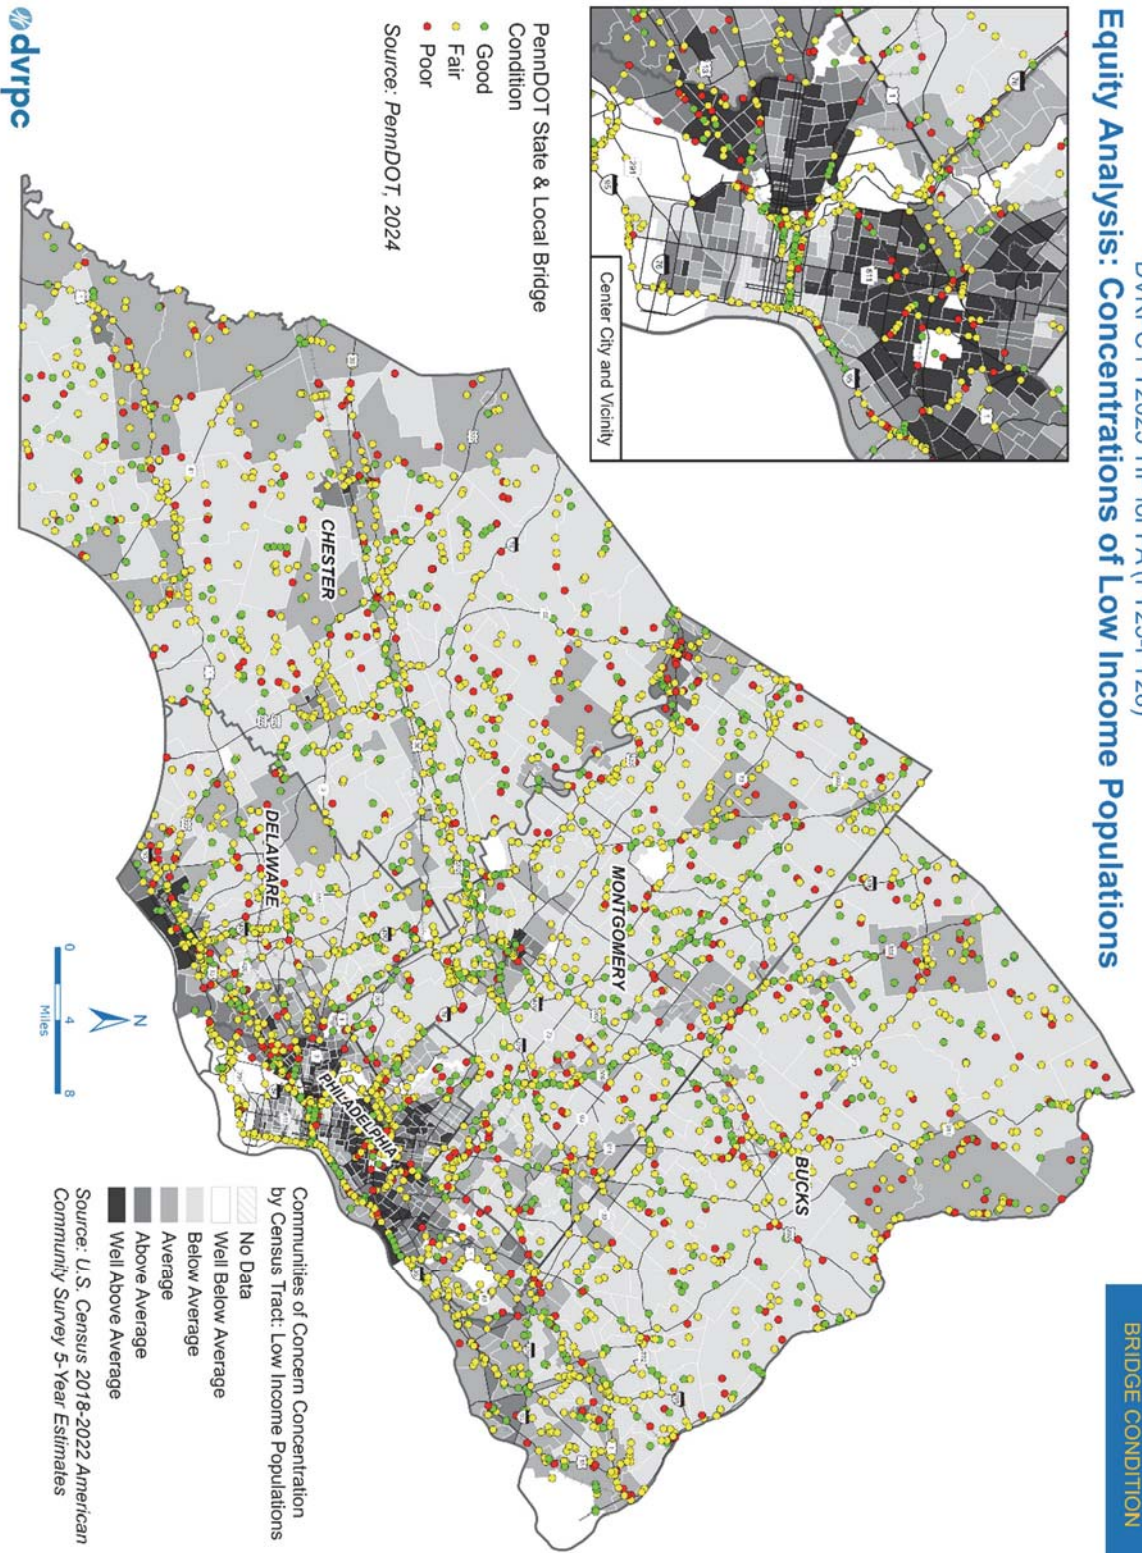 Equity Analysis: Concentrations of Low Income Populations
BRIDGE CONDITION
Center City and Vicinity
PennDOT State & Local Bridge
Condition
Good
Fair
Poor
Source: PennDOT, 2024
CHESTER
DELAWARE
MONTGOMERY
PHILADELPHIA
BUCKS
N
0 4 8
Miles
Communities of Concern Concentration
by Census Tract: Low Income Populations
No Data
Well Below Average
Below Average
Average
Above Average
Well Above Average
Source: U.S. Census 2018-2022 American
Community Survey 5-Year Estimates
dvrpc